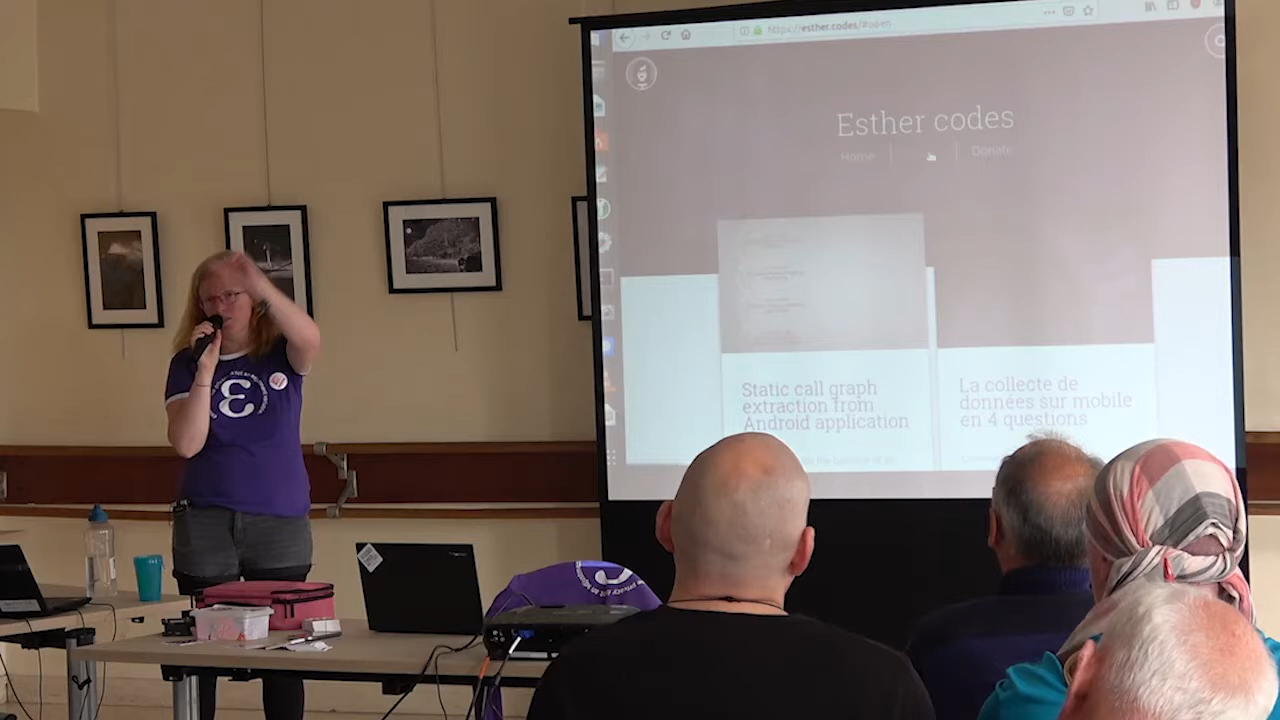 https://esther.codes/#open
Esther codes
Home
Donate
Static call graph
extraction from
Android application
La collecte de
données sur mobile
en 4 questions
ε